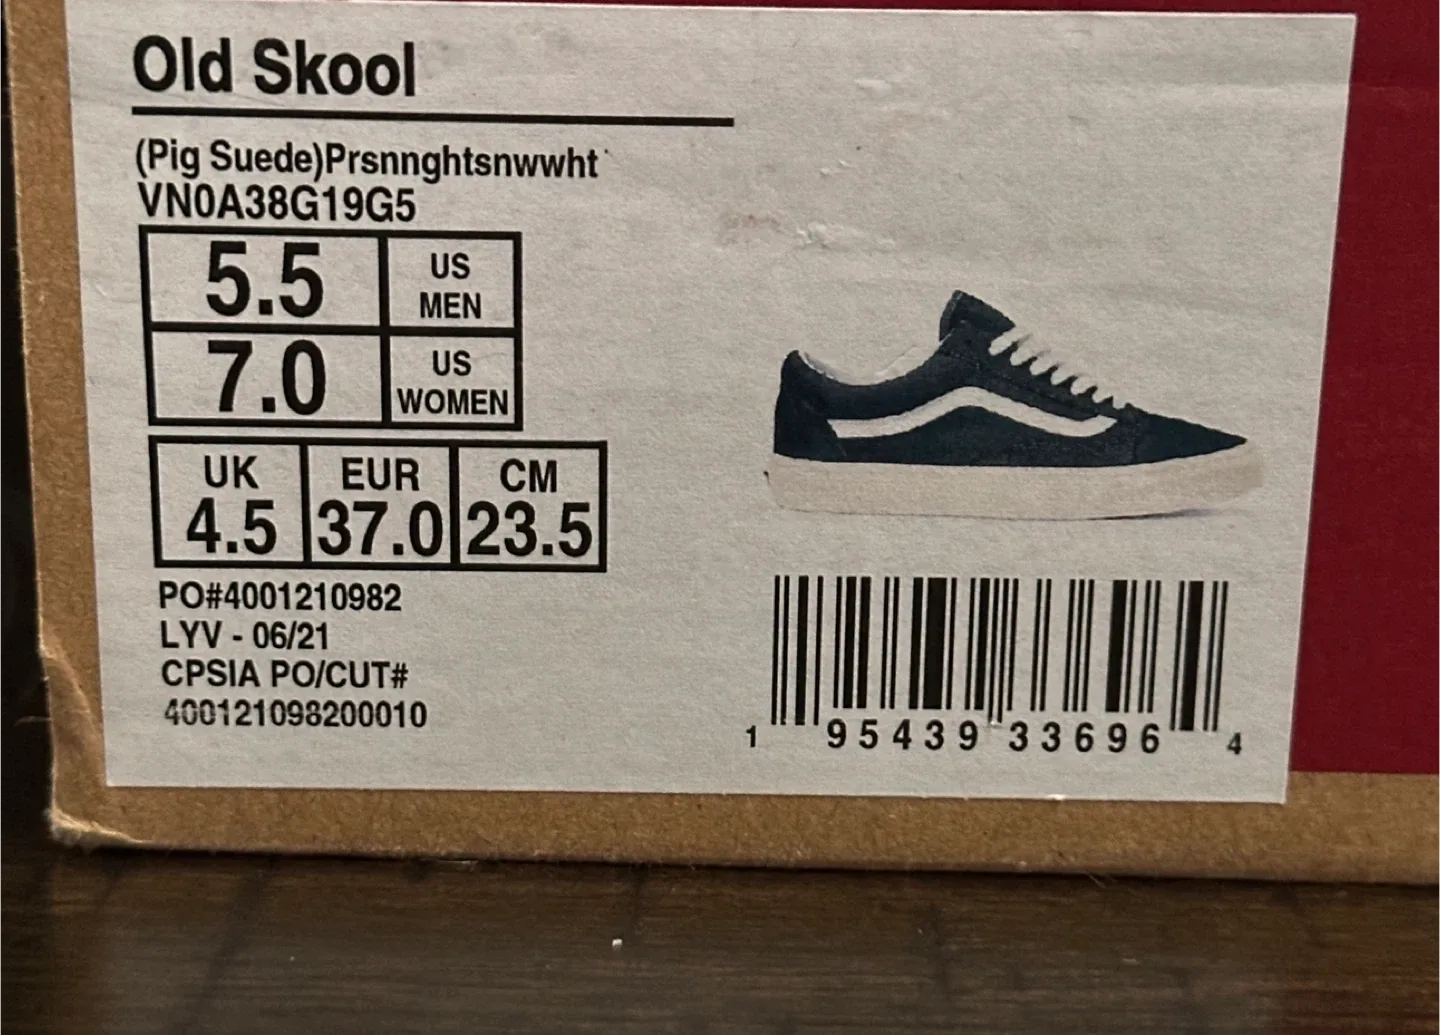 Old Skool
(Pig Suede)Prsnnghtsnwwht
VN0A38G19G5
5.5 US MEN
7.0 US WOMEN
UK EUR CM
4.5 37.0 23.5
PO#4001210982
LYV - 06/21
CPSIA PO/CUT#
400121098200010
1 95439 33696 4